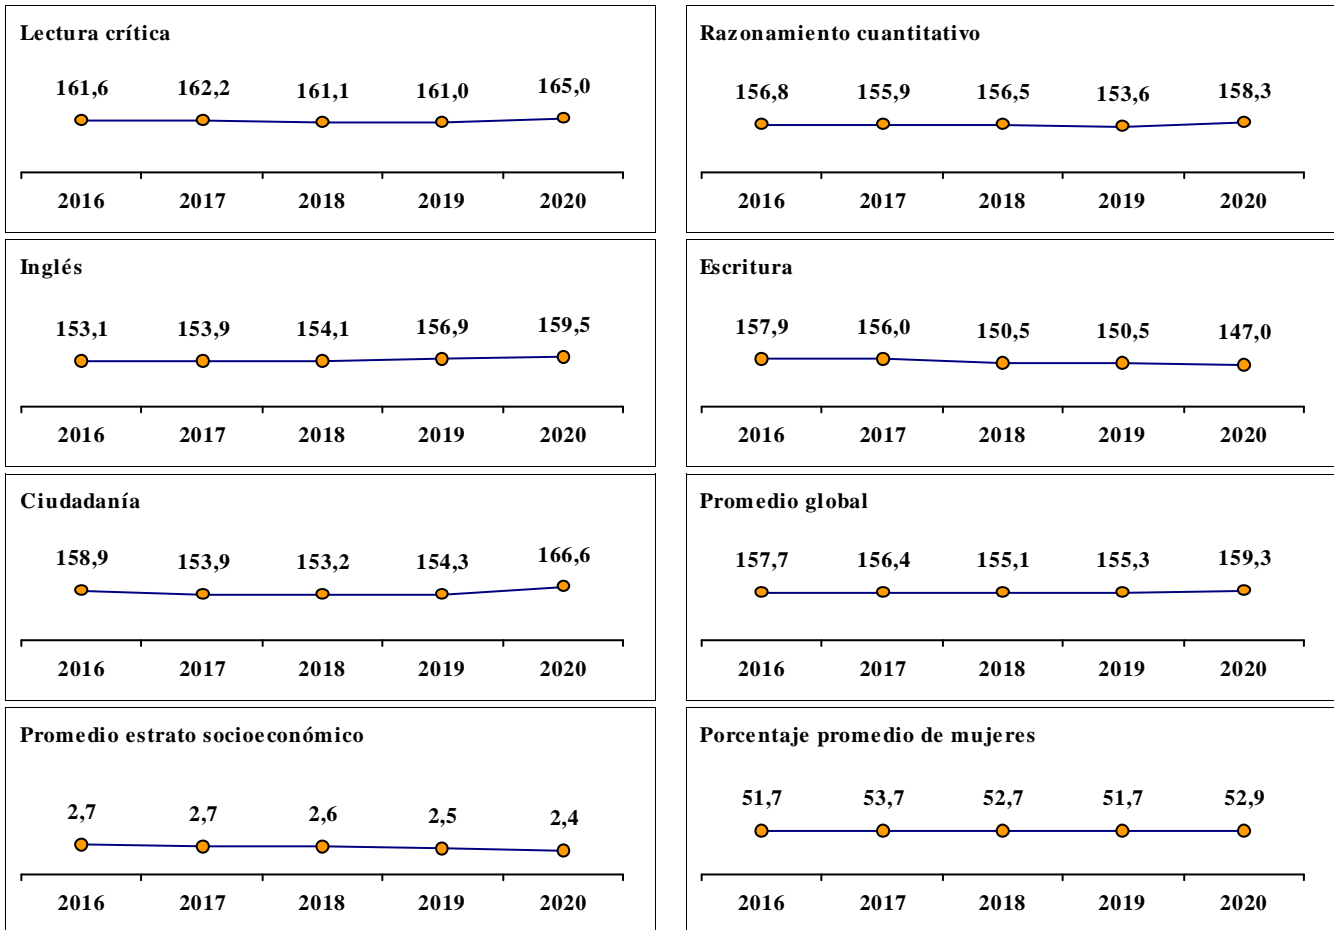 Lectura crítica
161,6 162,2 161,1 161,0 165,0
2016 2017 2018 2019 2020
Razonamiento cuantitativo
156,8 155,9 156,5 153,6 158,3
2016 2017 2018 2019 2020
Inglés
153,1 153,9 154,1 156,9 159,5
2016 2017 2018 2019 2020
Escritura
157,9 156,0 150,5 150,5 147,0
2016 2017 2018 2019 2020
Ciudadanía
158,9 153,9 153,2 154,3 166,6
2016 2017 2018 2019 2020
Promedio global
157,7 156,4 155,1 155,3 159,3
2016 2017 2018 2019 2020
Promedio estrato socioeconómico
2,7 2,7 2,6 2,5 2,4
2016 2017 2018 2019 2020
Porcentaje promedio de mujeres
51,7 53,7 52,7 51,7 52,9
2016 2017 2018 2019 2020